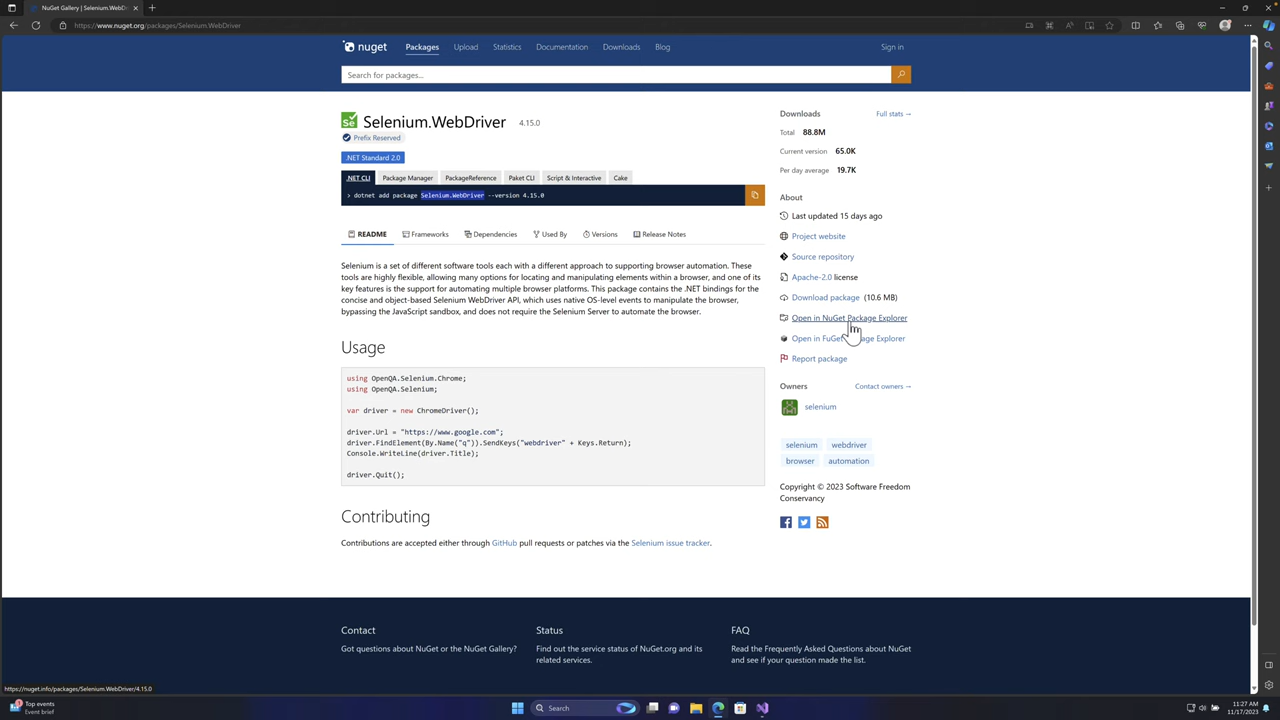 NuGet Gallery | Selenium.WebD
https://www.nuget.org/packages/Selenium.WebDriver
nuget
Packages
Upload
Statistics
Documentation
Downloads
Blog
Sign in
Search for packages...
Selenium.WebDriver 4.15.0
Prefix Reserved
.NET Standard 2.0
.NET CLI
Package Manager
PackageReference
Paket CLI
Script & Interactive
Cake
> dotnet add package Selenium.WebDriver --version 4.15.0
README
Frameworks
Dependencies
Used By
Versions
Release Notes
Selenium is a set of different software tools each with a different approach to supporting browser automation. These
tools are highly flexible, allowing many options for locating and manipulating elements within a browser, and one of its
key features is the support for automating multiple browser platforms. This package contains the .NET bindings for the
concise and object-based Selenium WebDriver API, which uses native OS-level events to manipulate the browser,
bypassing the JavaScript sandbox, and does not require the Selenium Server to automate the browser.
Usage
using OpenQA.Selenium.Chrome;
using OpenQA.Selenium;
var driver = new ChromeDriver();
driver.Url = "https://www.google.com";
driver.FindElement(By.Name("q")).SendKeys("webdriver" + Keys.Return);
Console.WriteLine(driver.Title);
driver.Quit();
Contributing
Contributions are accepted either through GitHub pull requests or patches via the Selenium issue tracker.
Downloads
Full stats →
Total 88.8M
Current version 65.0K
Per day average 19.7K
About
Last updated 15 days ago
Project website
Source repository
Apache-2.0 license
Download package (10.6 MB)
Open in NuGet Package Explorer
Open in FuGet Package Explorer
Report package
Owners
Contact owners →
selenium
selenium
webdriver
browser
automation
Copyright © 2023 Software Freedom
Conservancy
Contact
Got questions about NuGet or the NuGet Gallery?
Status
Find out the service status of NuGet.org and its
related services.
FAQ
Read the Frequently Asked Questions about NuGet
and see if your question made the list.
https://nuget.info/packages/Selenium.WebDriver/4.15.0
Top events
Event brief
Search
11:27 AM
11/17/2023